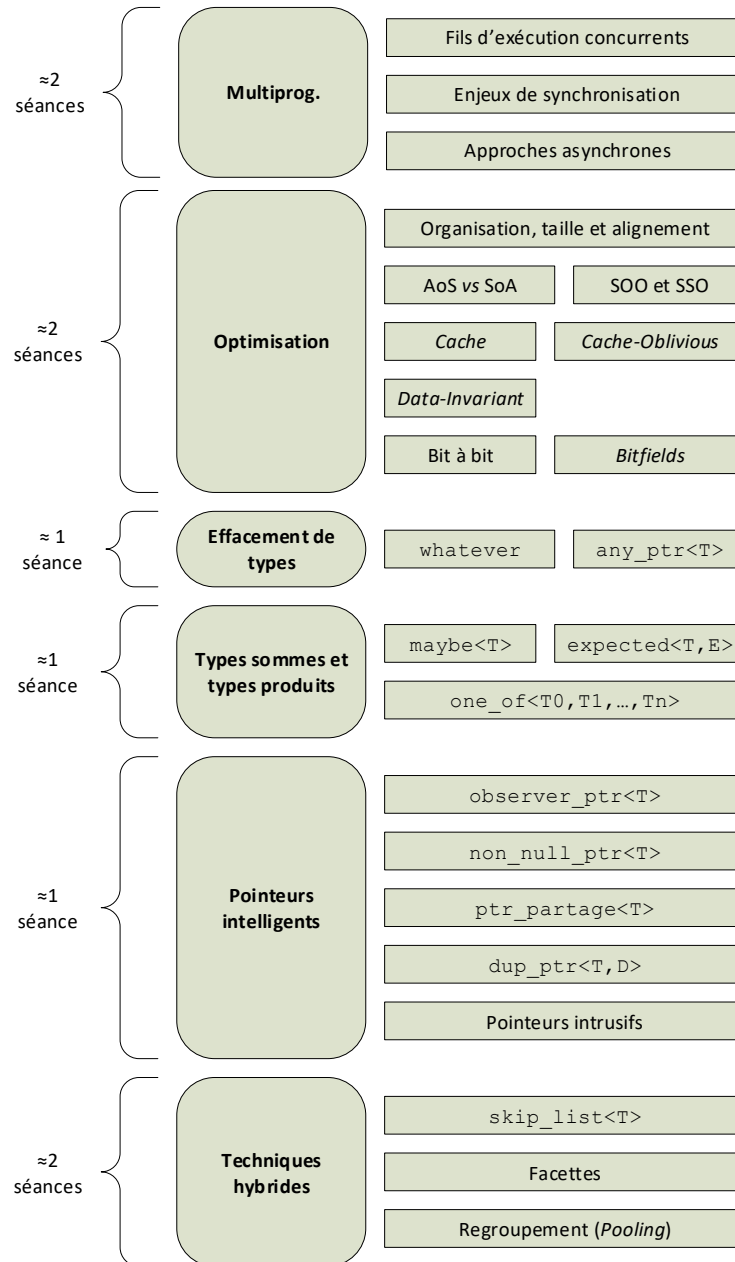 ≈2
séances
Multiprog.
Fils d’exécution concurrents
Enjeux de synchronisation
Approches asynchrones
≈2
séances
Optimisation
Organisation, taille et alignement
AoS vs SoA
SOO et SSO
Cache
Cache-Oblivious
Data-Invariant
Bit à bit
Bitfields
≈ 1
séance
Effacement de
types
whatever
any_ptr<T>
≈1
séance
Types sommes et
types produits
maybe<T>
expected<T,E>
one_of<T0,T1,…,Tn>
≈1
séance
Pointeurs
intelligents
observer_ptr<T>
non_null_ptr<T>
ptr_partage<T>
dup_ptr<T,D>
Pointeurs intrusifs
≈2
séances
Techniques
hybrides
skip_list<T>
Facettes
Regroupement (Pooling)